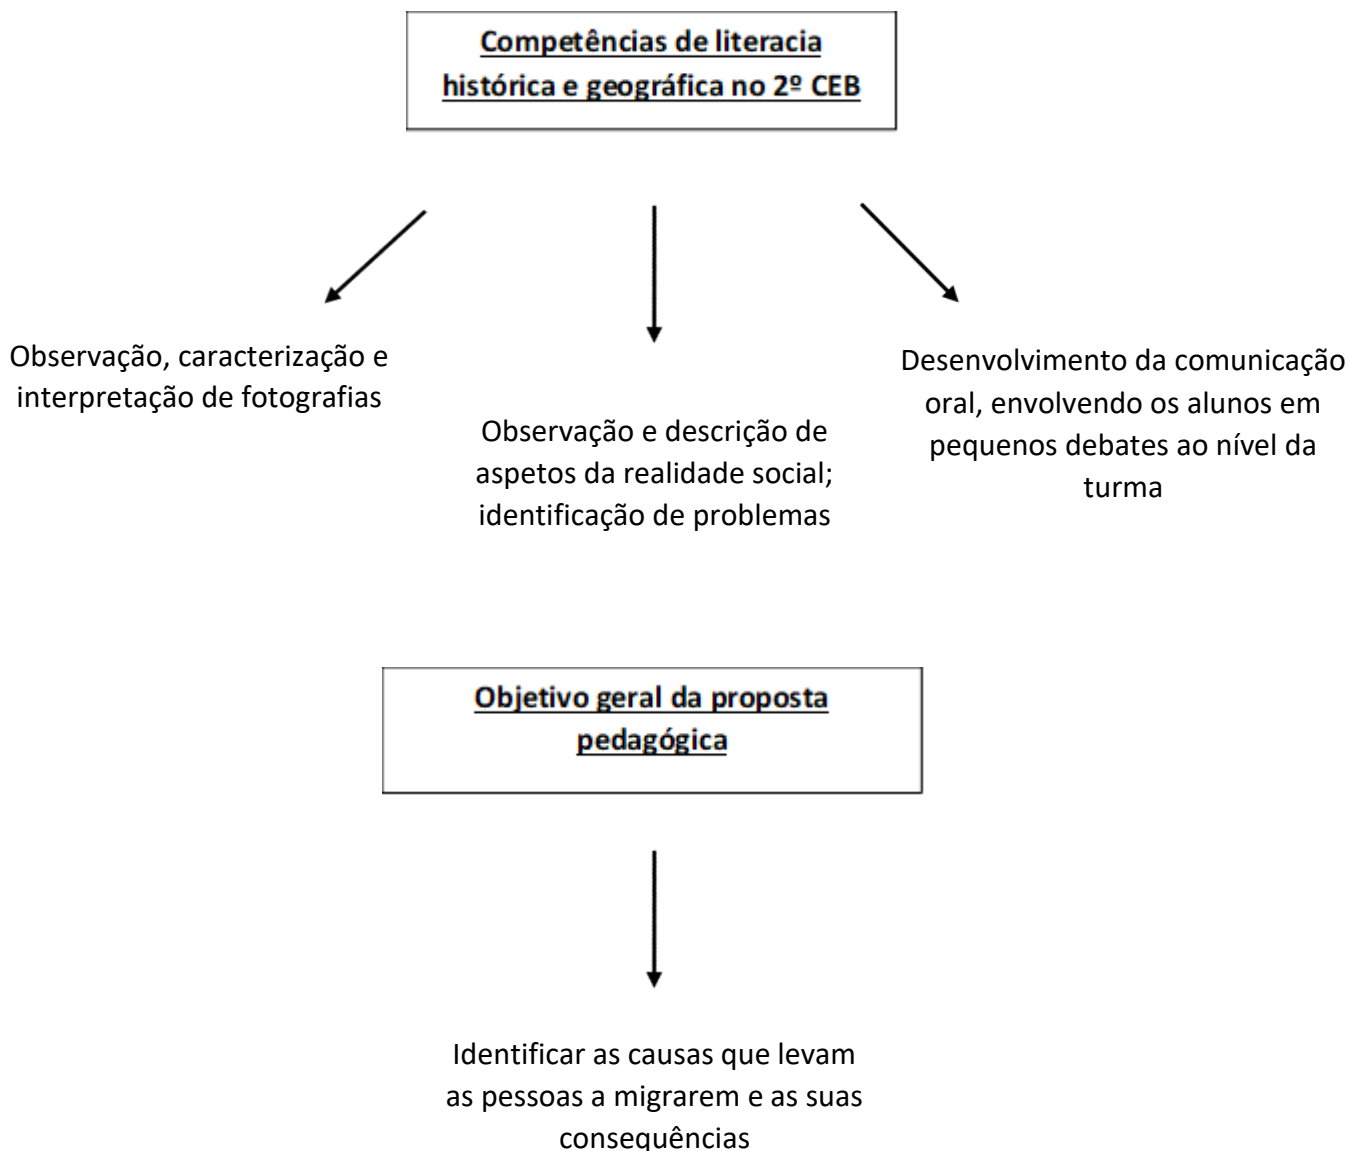 Competências de literacia
histórica e geográfica no 2º CEB
Observação, caracterização e
interpretação de fotografias
Observação e descrição de
aspetos da realidade social;
identificação de problemas
Desenvolvimento da comunicação
oral, envolvendo os alunos em
pequenos debates ao nível da
turma
Objetivo geral da proposta
pedagógica
Identificar as causas que levam
as pessoas a migrarem e as suas
consequências